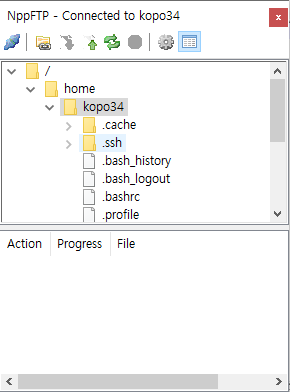 NppFTP - Connected to kopo34
/
home
kopo34
.cache
.ssh
.bash_history
.bash_logout
.bashrc
.profile
Action Progress File